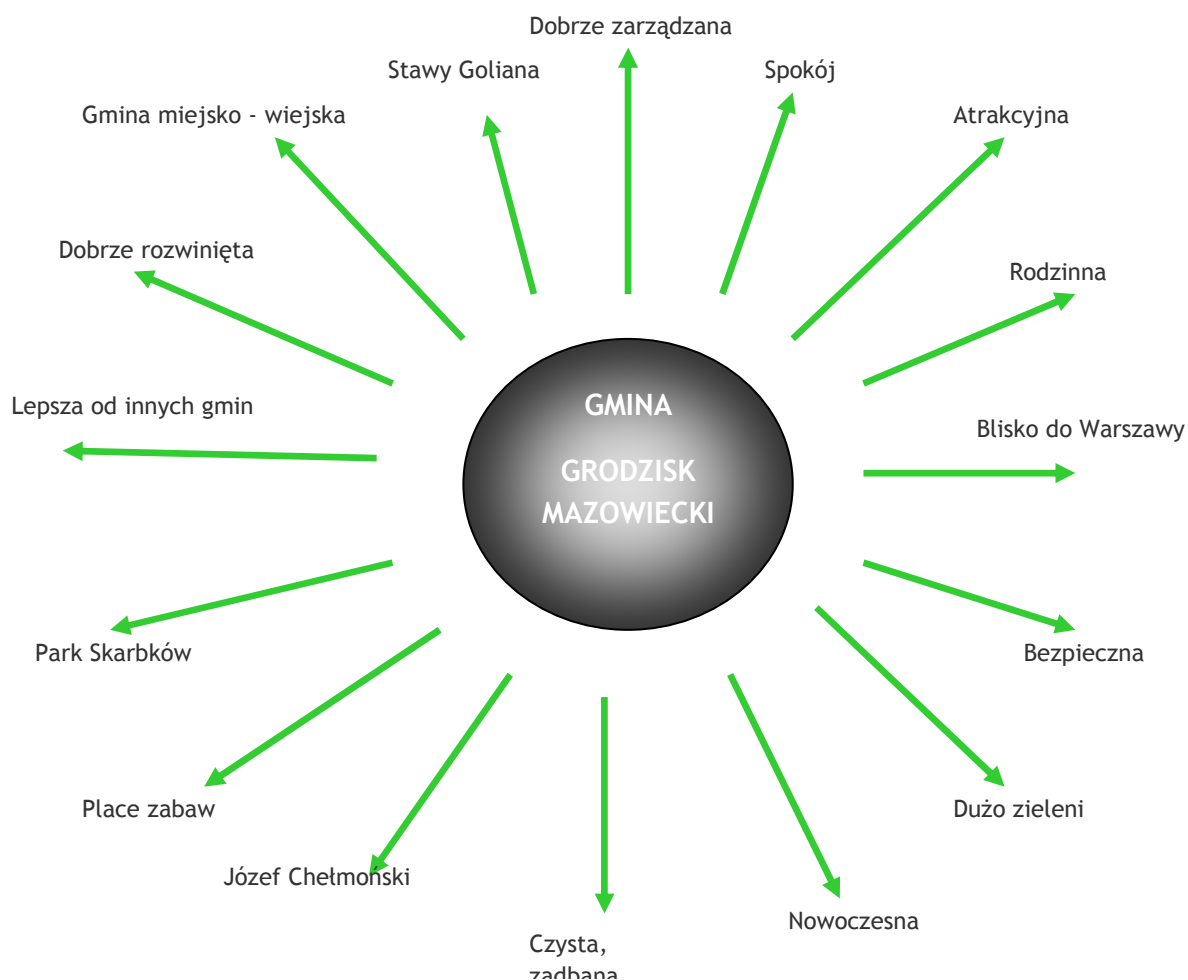 Dobrze zarządzana
Stawy Goliana
Spokój
Gmina miejsko - wiejska
Atrakcyjna
Dobrze rozwinięta
Rodzinna
Lepsza od innych gmin
Blisko do Warszawy
GMINA
GRODZISK
MAZOWIECKI
Park Skarbków
Bezpieczna
Place zabaw
Dużo zieleni
Józef Chełmoński
Nowoczesna
Czysta,
zadbana